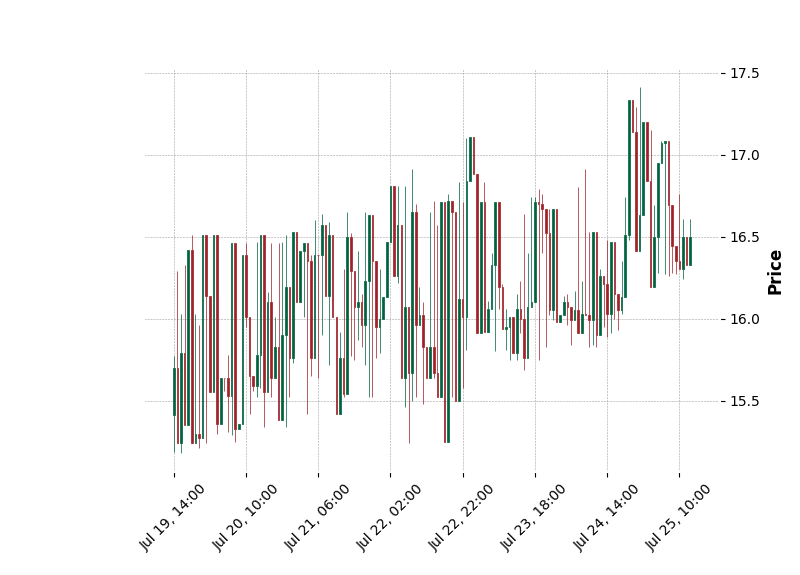 17.5
17.0
16.5
16.0
15.5
Price
Jul 19, 14:00
Jul 20, 10:00
Jul 21, 06:00
Jul 22, 02:00
Jul 22, 22:00
Jul 23, 18:00
Jul 24, 14:00
Jul 25, 10:00